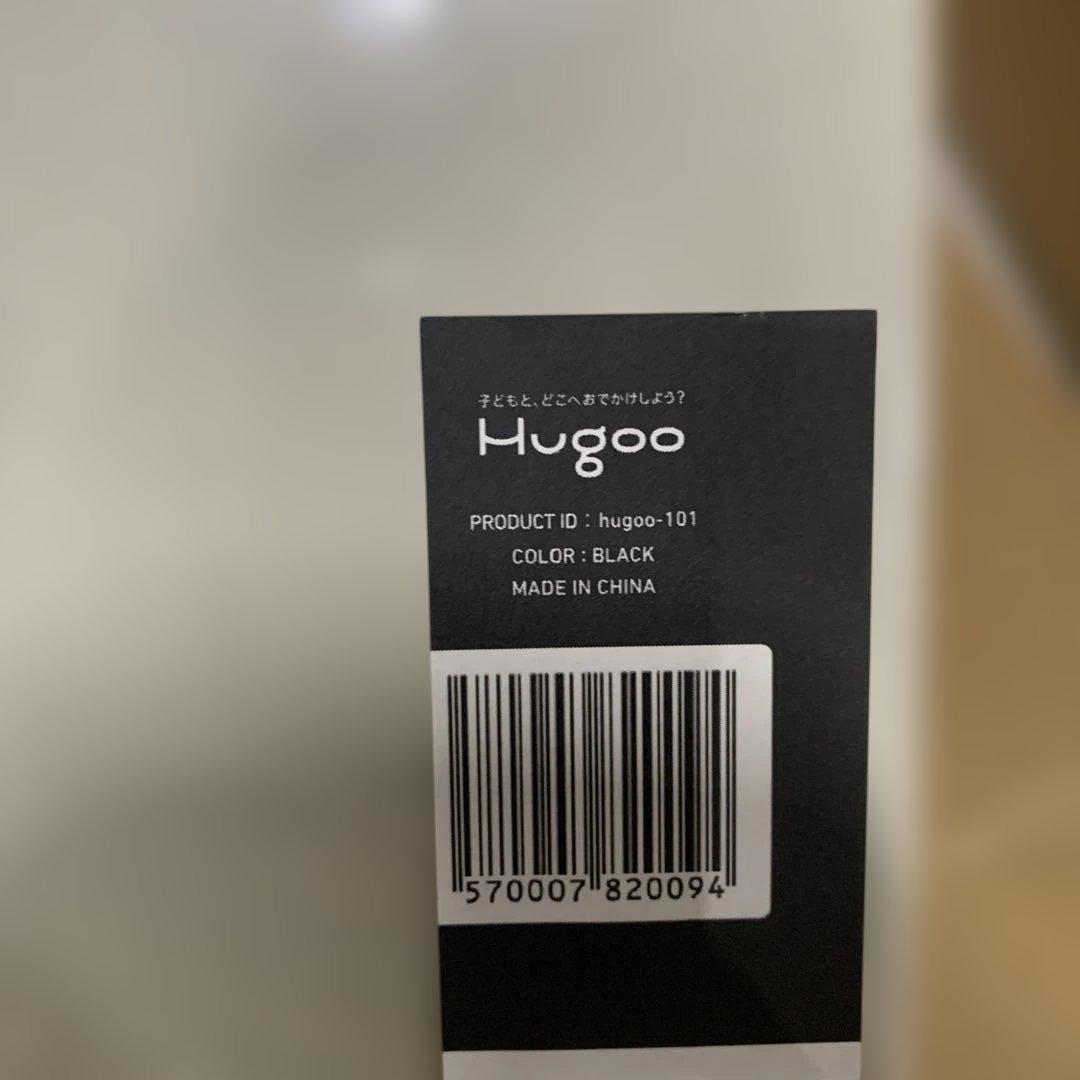 子どもと、どこへおでかけしよう?
Hugoo
PRODUCT ID : hugoo-101
COLOR : BLACK
MADE IN CHINA
570007 820094